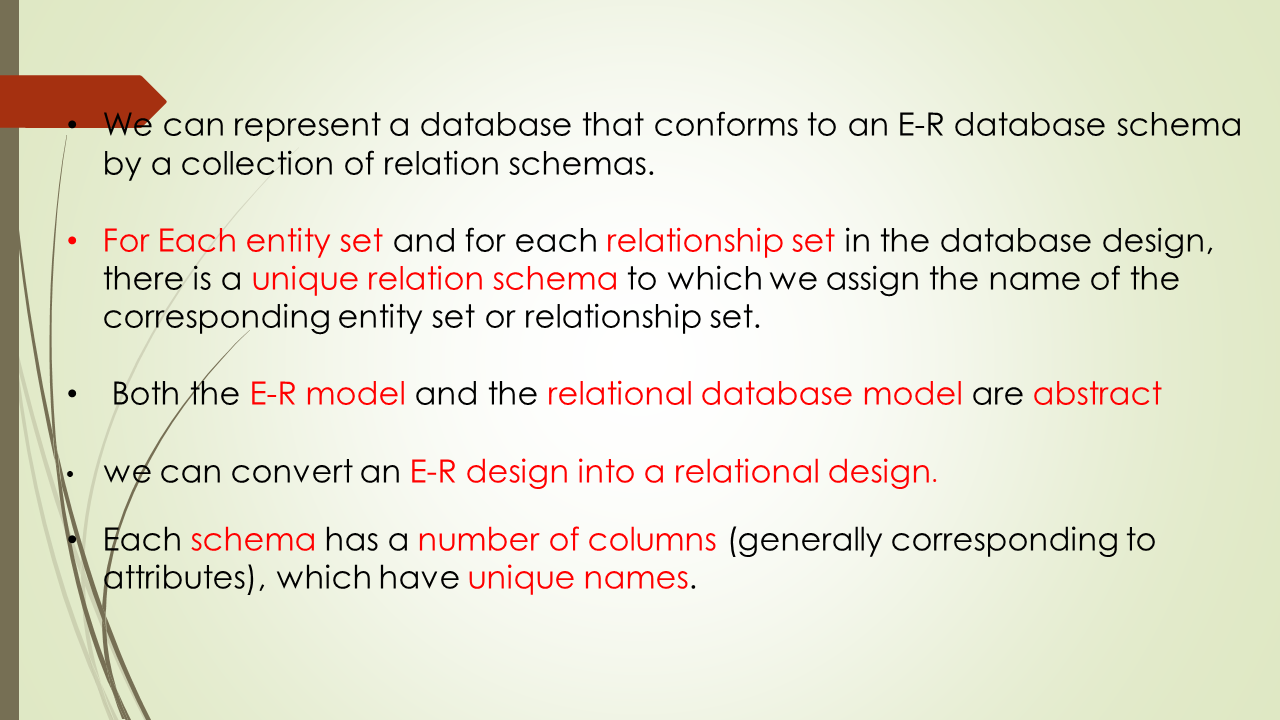 • We can represent a database that conforms to an E-R database schema
by a collection of relation schemas.
• For Each entity set and for each relationship set in the database design,
there is a unique relation schema to which we assign the name of the
corresponding entity set or relationship set.
• Both the E-R model and the relational database model are abstract
• we can convert an E-R design into a relational design.
• Each schema has a number of columns (generally corresponding to
attributes), which have unique names.